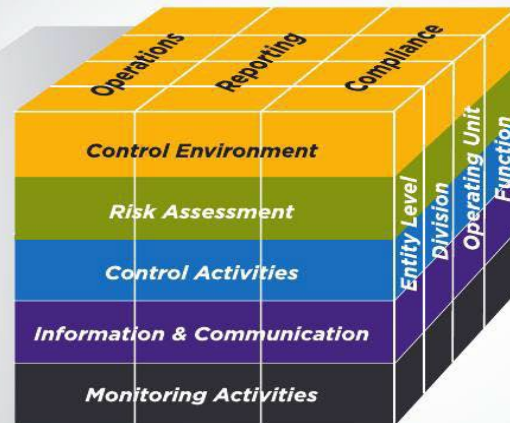 Operations
Reporting
Compliance
Control Environment
Risk Assessment
Control Activities
Information & Communication
Monitoring Activities
Entity Level
Division
Operating Unit
Function